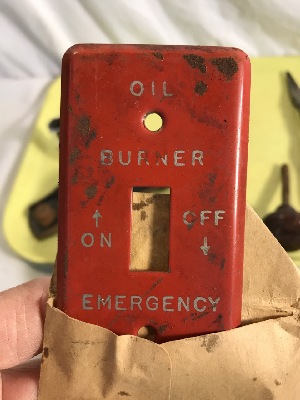 OIL
BURNER
↑ OFF
ON ↓
EMERGENCY